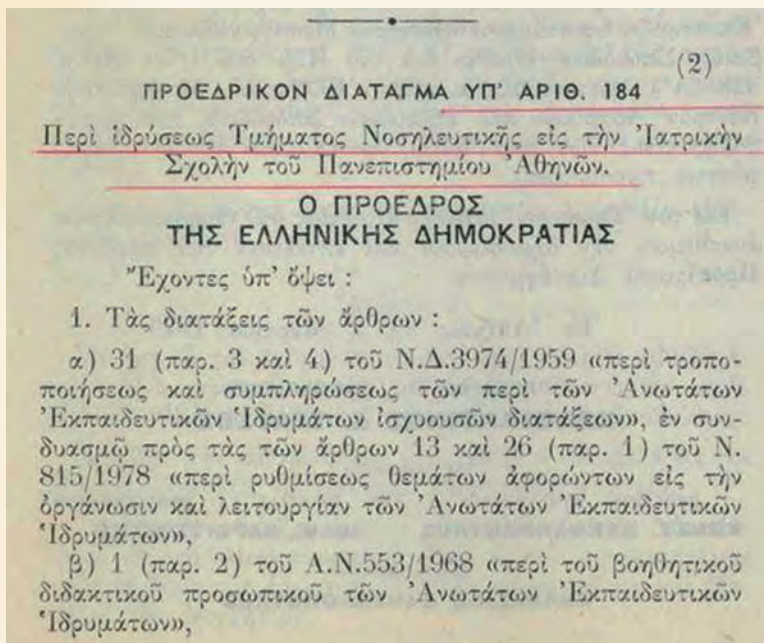 (2)
ΠΡΟΕΔΡΙΚΟΝ ΔΙΑΤΑΓΜΑ ΥΠ' ΑΡΙΘ. 184
Περὶ ἱδρύσεως Τμήματος Νοσηλευτικῆς εἰς τὴν Ἰατρικὴν
Σχολὴν τοῦ Πανεπιστημίου Ἀθηνῶν.
Ο ΠΡΟΕΔΡΟΣ
ΤΗΣ ΕΛΛΗΝΙΚΗΣ ΔΗΜΟΚΡΑΤΙΑΣ
Ἔχοντες ὑπ' ὄψει :
1. Τὰς διατάξεις τῶν ἄρθρων :
α) 31 (παρ. 3 καὶ 4) τοῦ Ν.Δ.3974/1959 «περὶ τροπο-
ποιήσεως καὶ συμπληρώσεως τῶν περὶ τῶν Ἀνωτάτων
Ἐκπαιδευτικῶν Ἱδρυμάτων ἰσχυουσῶν διατάξεων», ἐν συν-
δυασμῷ πρὸς τὰς τῶν ἄρθρων 13 καὶ 26 (παρ. 1) τοῦ Ν.
815/1978 «περὶ ρυθμίσεως θεμάτων ἀφορώντων εἰς τὴν
ὀργάνωσιν καὶ λειτουργίαν τῶν Ἀνωτάτων Ἐκπαιδευτικῶν
Ἱδρυμάτων»,
β) 1 (παρ. 2) τοῦ Α.Ν.553/1968 «περὶ τοῦ βοηθητικοῦ
διδακτικοῦ προσωπικοῦ τῶν Ἀνωτάτων Ἐκπαιδευτικῶν
Ἱδρυμάτων»,